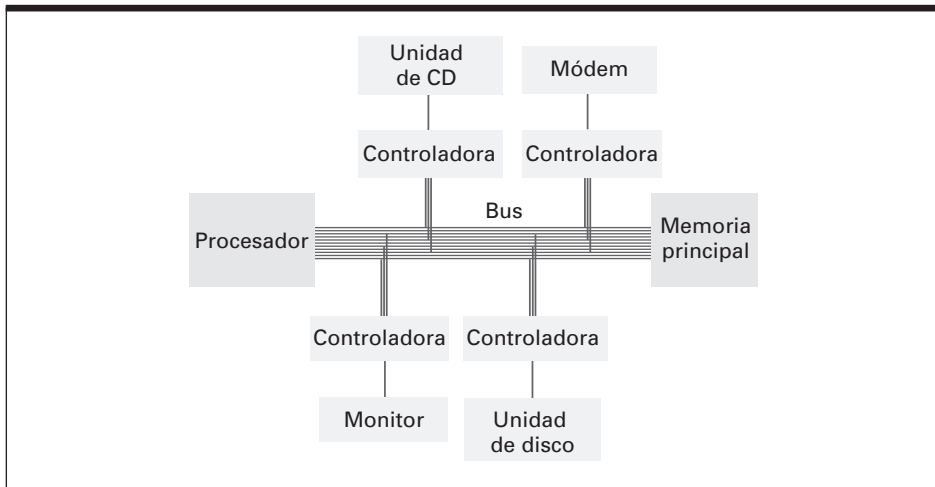 Unidad
de CD
Módem
Controladora
Controladora
Bus
Procesador
Memoria
principal
Controladora
Controladora
Monitor
Unidad
de disco